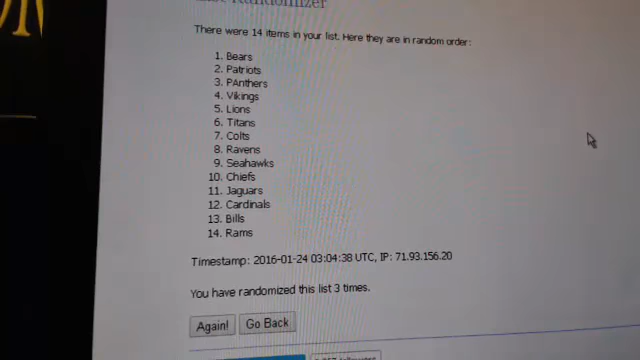 Randomizer
There were 14 items in your list. Here they are in random order:
1. Bears
2. Patriots
3. PAnthers
4. Vikings
5. Lions
6. Titans
7. Colts
8. Ravens
9. Seahawks
10. Chiefs
11. Jaguars
12. Cardinals
13. Bills
14. Rams
Timestamp: 2016-01-24 03:04:38 UTC, IP: 71.93.156.20
You have randomized this list 3 times.
Again! Go Back